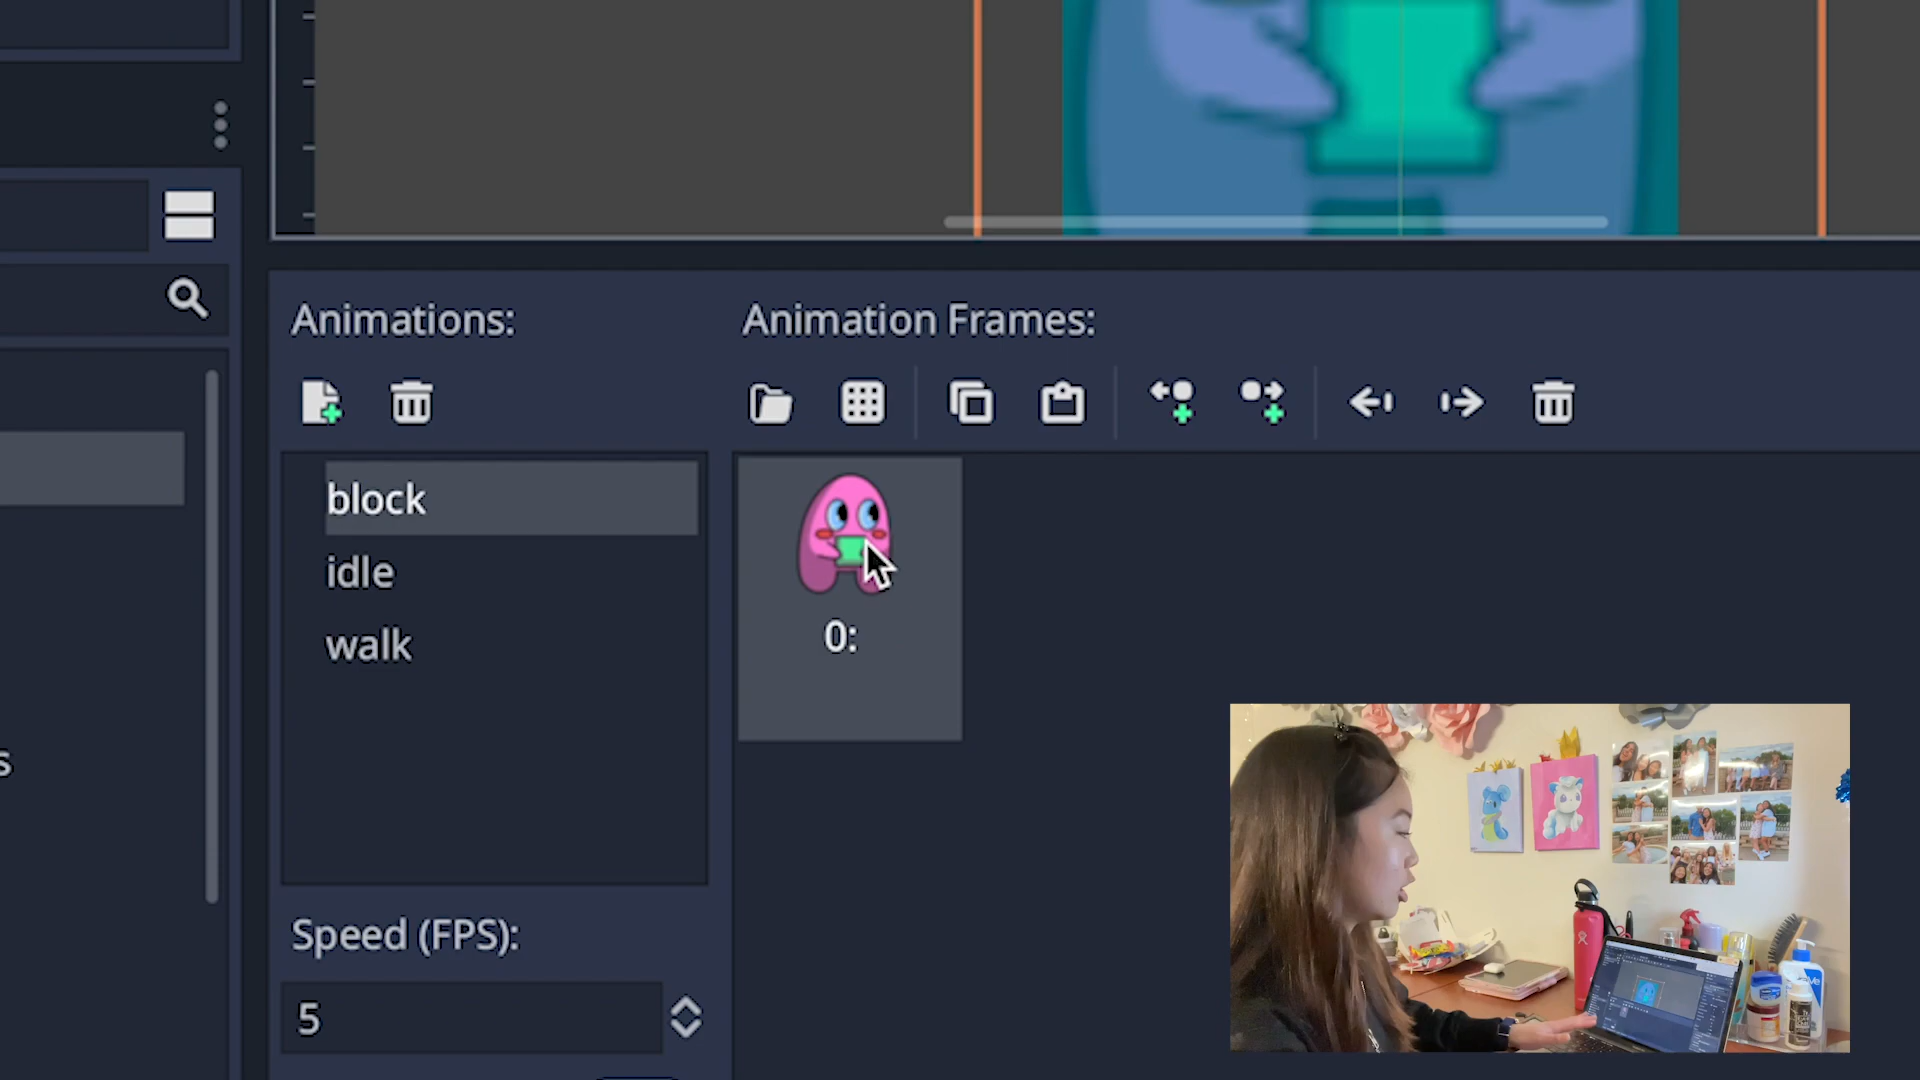 Animations:
Animation Frames:
block
idle
walk
0:
s
Speed (FPS):
5